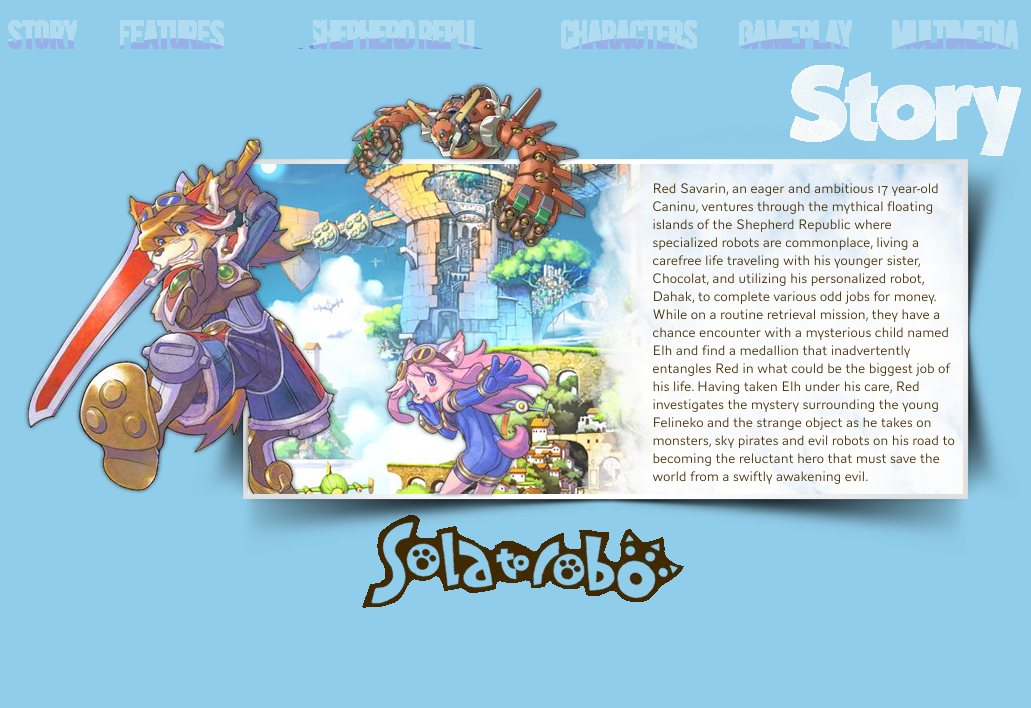 STORY FEATURES SHEPHERD REPU CHARACTERS GAMEPLAY MULTIMEDIA
Story
Red Savarin, an eager and ambitious 17 year-old
Caninu, ventures through the mythical floating
islands of the Shepherd Republic where
specialized robots are commonplace, living a
carefree life traveling with his younger sister,
Chocolat, and utilizing his personalized robot,
Dahak, to complete various odd jobs for money.
While on a routine retrieval mission, they have a
chance encounter with a mysterious child named
Elh and find a medallion that inadvertently
entangles Red in what could be the biggest job of
his life. Having taken Elh under his care, Red
investigates the mystery surrounding the young
Felineko and the strange object as he takes on
monsters, sky pirates and evil robots on his road to
becoming the reluctant hero that must save the
world from a swiftly awakening evil.
Solatorobo